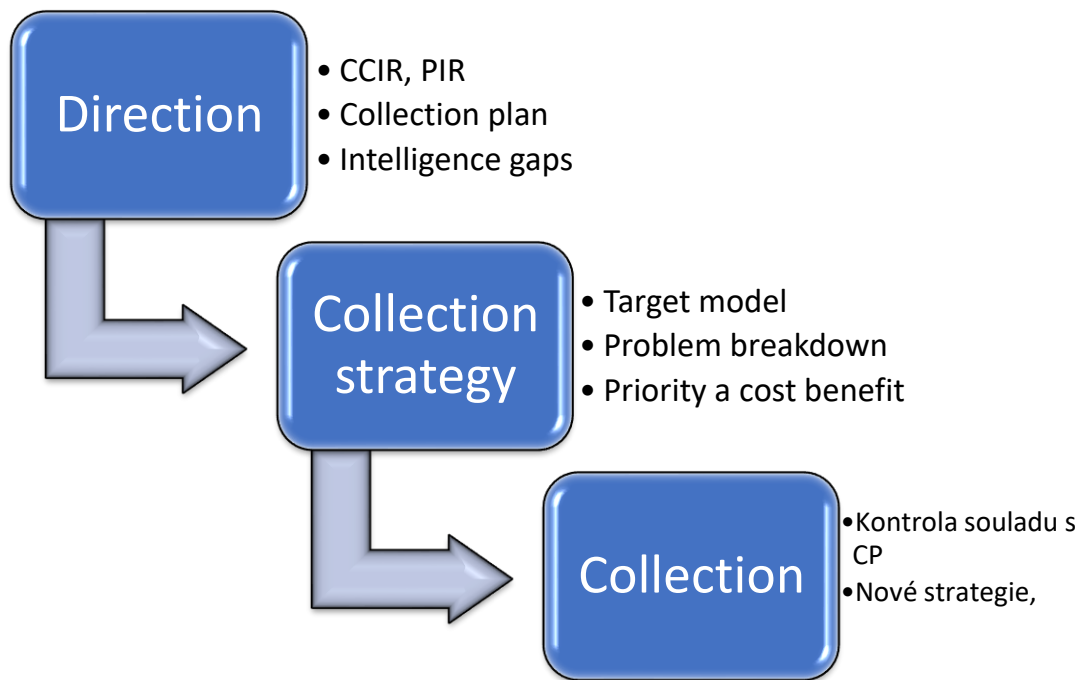 Direction
• CCIR, PIR
• Collection plan
• Intelligence gaps
Collection
strategy
• Target model
• Problem breakdown
• Priority a cost benefit
Collection
•Kontrola souladu s
CP
•Nové strategie,